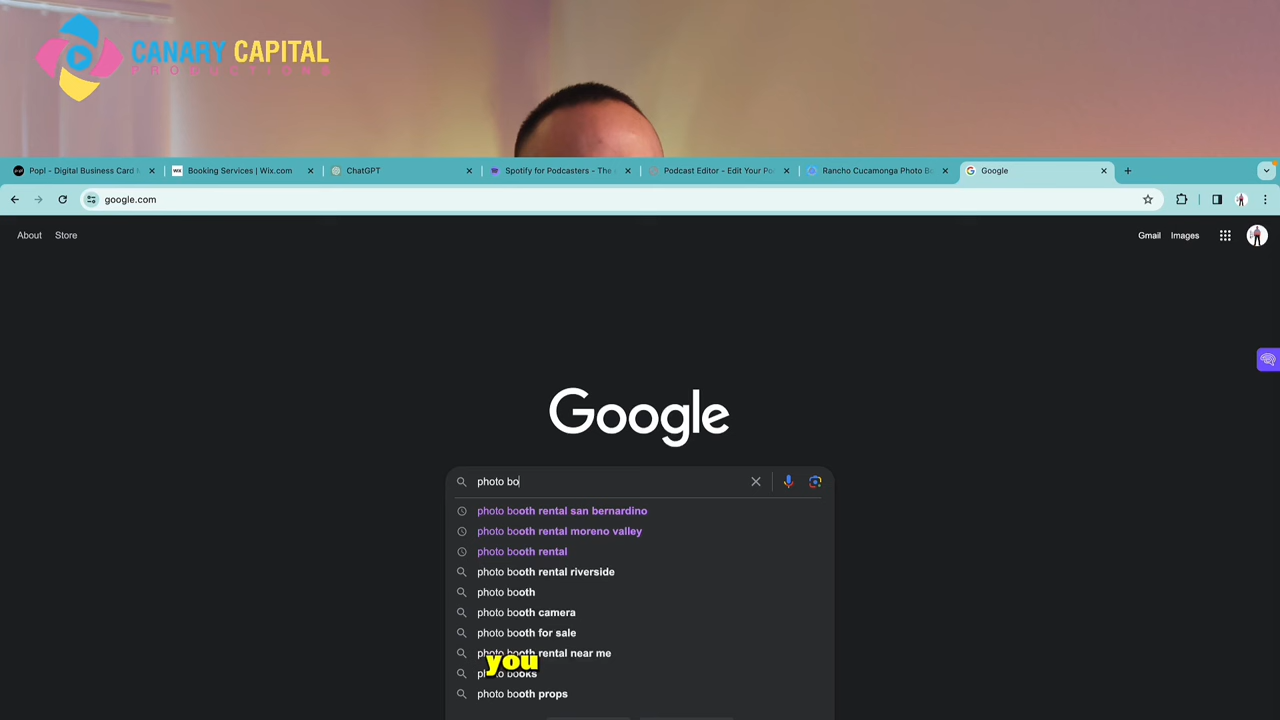 CANARY CAPITAL
PRODUCTIONS
Popl - Digital Business Card
Booking Services | Wix.com
ChatGPT
Spotify for Podcasters - The
Podcast Editor - Edit Your Po
Rancho Cucamonga Photo B
Google
google.com
About
Store
Gmail
Images
Google
photo bo
photo booth rental san bernardino
photo booth rental moreno valley
photo booth rental
photo booth rental riverside
photo booth
photo booth camera
photo booth for sale
photo booth rental near me
you
photo books
photo booth props